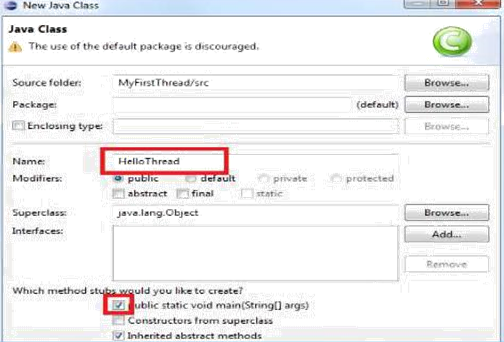 New Java Class
Java Class
The use of the default package is discouraged.
C
Source folder: MyFirstThread/src Browse...
Package: (default) Browse...
Enclosing type: Browse...
Name: HelloThread
Modifiers: public default private protected
abstract final static
Superclass: java.lang.Object Browse...
Interfaces: Add...
Remove
Which method stubs would you like to create?
public static void main(String[] args)
Constructors from superclass
Inherited abstract methods